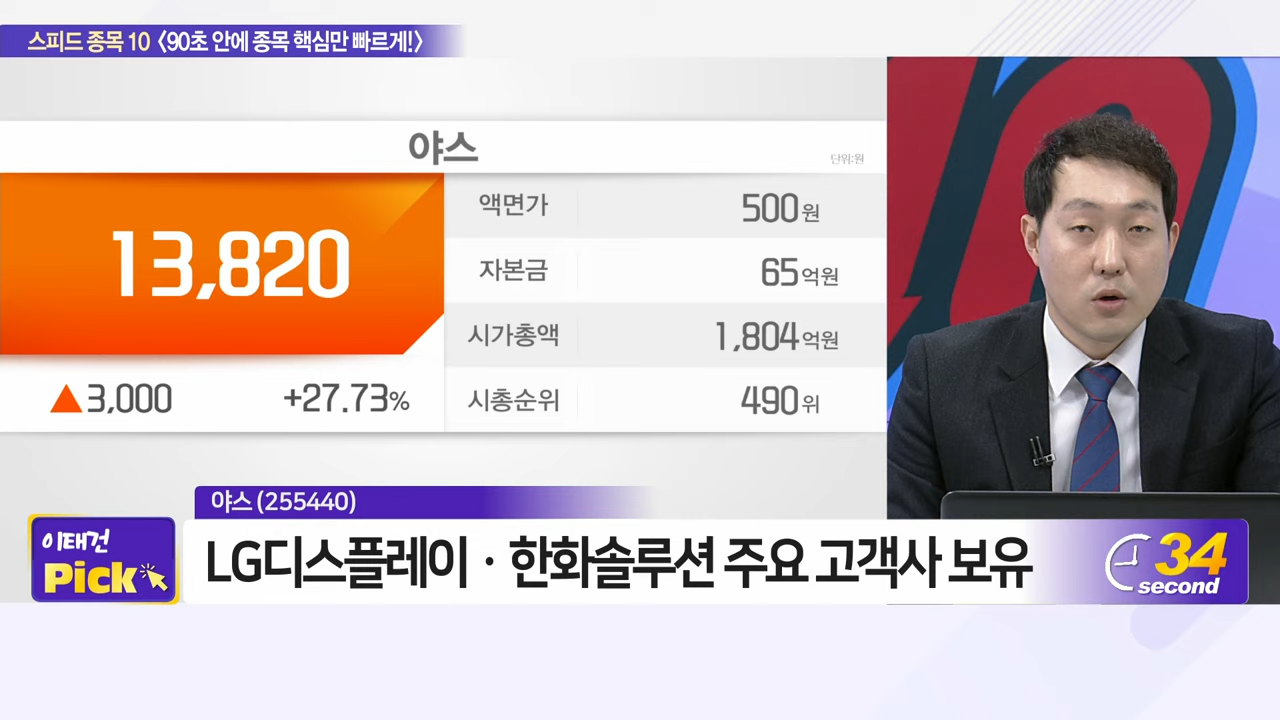 스피드 종목 10 〈90초 안에 종목 핵심만 빠르게!〉
야스
단위:원
13,820
▲3,000 +27.73%
액면가 500원
자본금 65억원
시가총액 1,804억원
시총순위 490위
야스 (255440)
이태건
Pick
LG디스플레이 · 한화솔루션 주요 고객사 보유
34
second